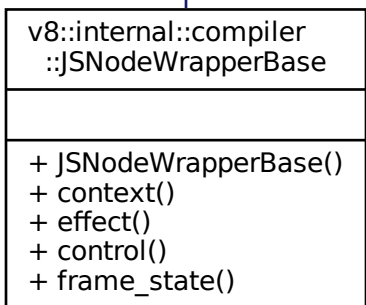 v8::internal::compiler
::JSNodeWrapperBase
+ JSNodeWrapperBase()
+ context()
+ effect()
+ control()
+ frame_state()